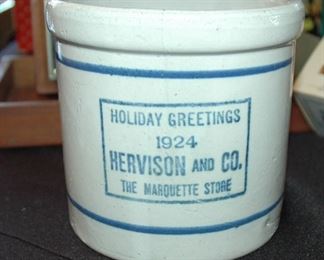 HOLIDAY GREETINGS
1924
HERVISON AND CO.
THE MARQUETTE STORE